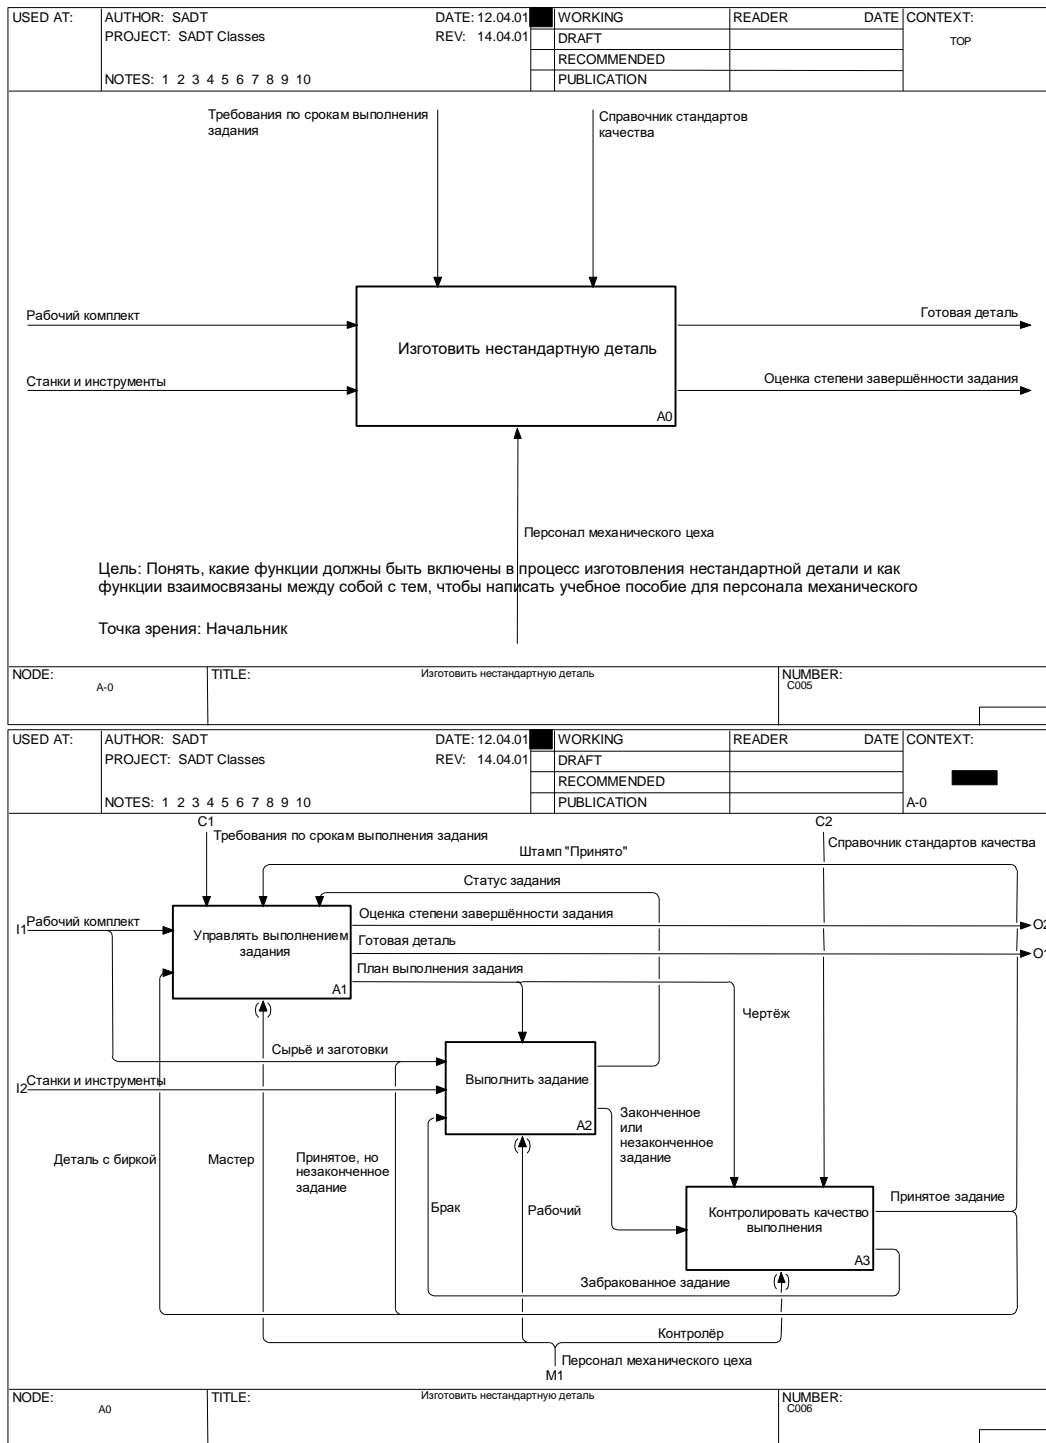 USED AT:
AUTHOR: SADT
DATE: 12.04.01
WORKING
READER
DATE
CONTEXT:
PROJECT: SADT Classes
REV: 14.04.01
DRAFT
TOP
RECOMMENDED
NOTES: 1 2 3 4 5 6 7 8 9 10
PUBLICATION
Требования по срокам выполнения
задания
Справочник стандартов
качества
Рабочий комплект
Готовая деталь
Изготовить нестандартную деталь
Станки и инструменты
Оценка степени завершённости задания
A0
Персонал механического цеха
Цель: Понять, какие функции должны быть включены в процесс изготовления нестандартной детали и как
функции взаимосвязаны между собой с тем, чтобы написать учебное пособие для персонала механического
Точка зрения: Начальник
NODE:
A-0
TITLE:
Изготовить нестандартную деталь
NUMBER:
C005
USED AT:
AUTHOR: SADT
DATE: 12.04.01
WORKING
READER
DATE
CONTEXT:
PROJECT: SADT Classes
REV: 14.04.01
DRAFT
RECOMMENDED
NOTES: 1 2 3 4 5 6 7 8 9 10
PUBLICATION
A-0
C1
Требования по срокам выполнения задания
C2
Справочник стандартов качества
Штамп "Принято"
Статус задания
I1
Рабочий комплект
Управлять выполнением
задания
A1
Оценка степени завершённости задания
O2
Готовая деталь
O1
План выполнения задания
Чертёж
Сырьё и заготовки
I2
Станки и инструменты
Выполнить задание
A2
Законченное
или
незаконченное
задание
Деталь с биркой
Мастер
Принятое, но
незаконченное
задание
Брак
Рабочий
Контролировать качество
выполнения
A3
Принятое задание
Забракованное задание
Контролёр
Персонал механического цеха
M1
NODE:
A0
TITLE:
Изготовить нестандартную деталь
NUMBER:
C006